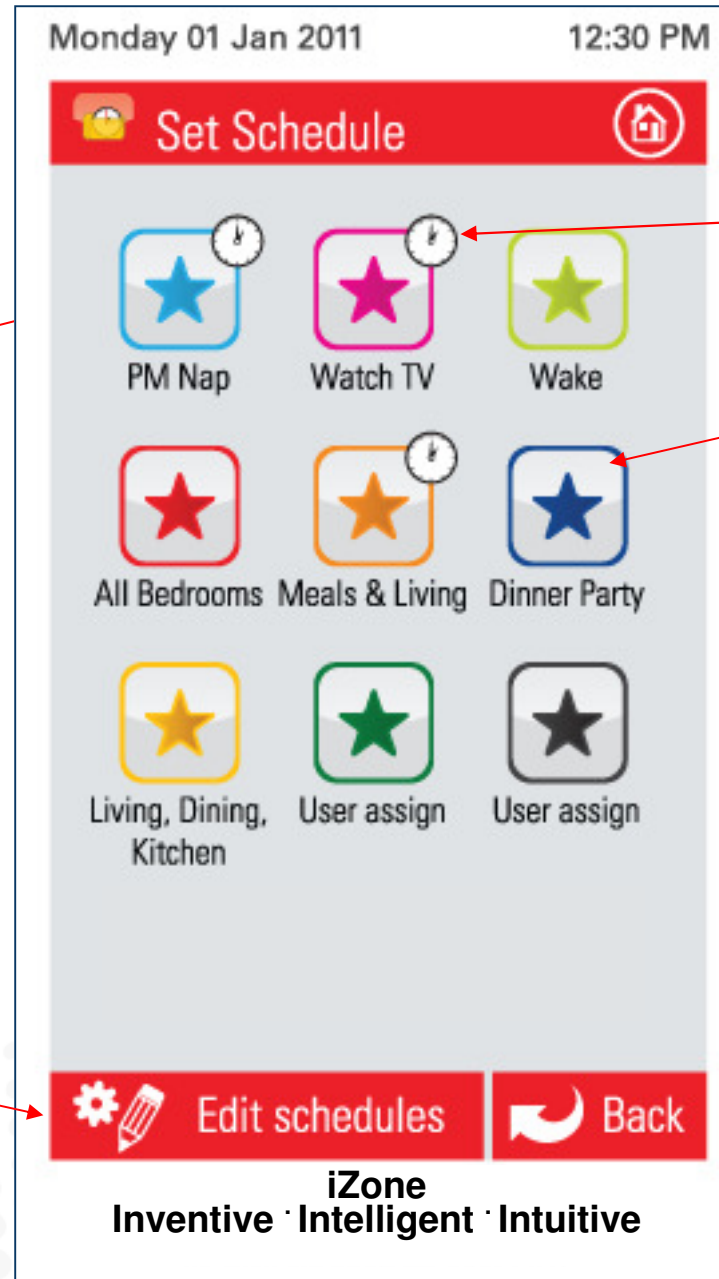 Monday 01 Jan 2011 12:30 PM
Set Schedule
PM Nap Watch TV Wake
All Bedrooms Meals & Living Dinner Party
Living, Dining, User assign User assign
Kitchen
Edit schedules Back
iZone
Inventive · Intelligent · Intuitive